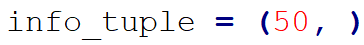 info_tuple = (50, )